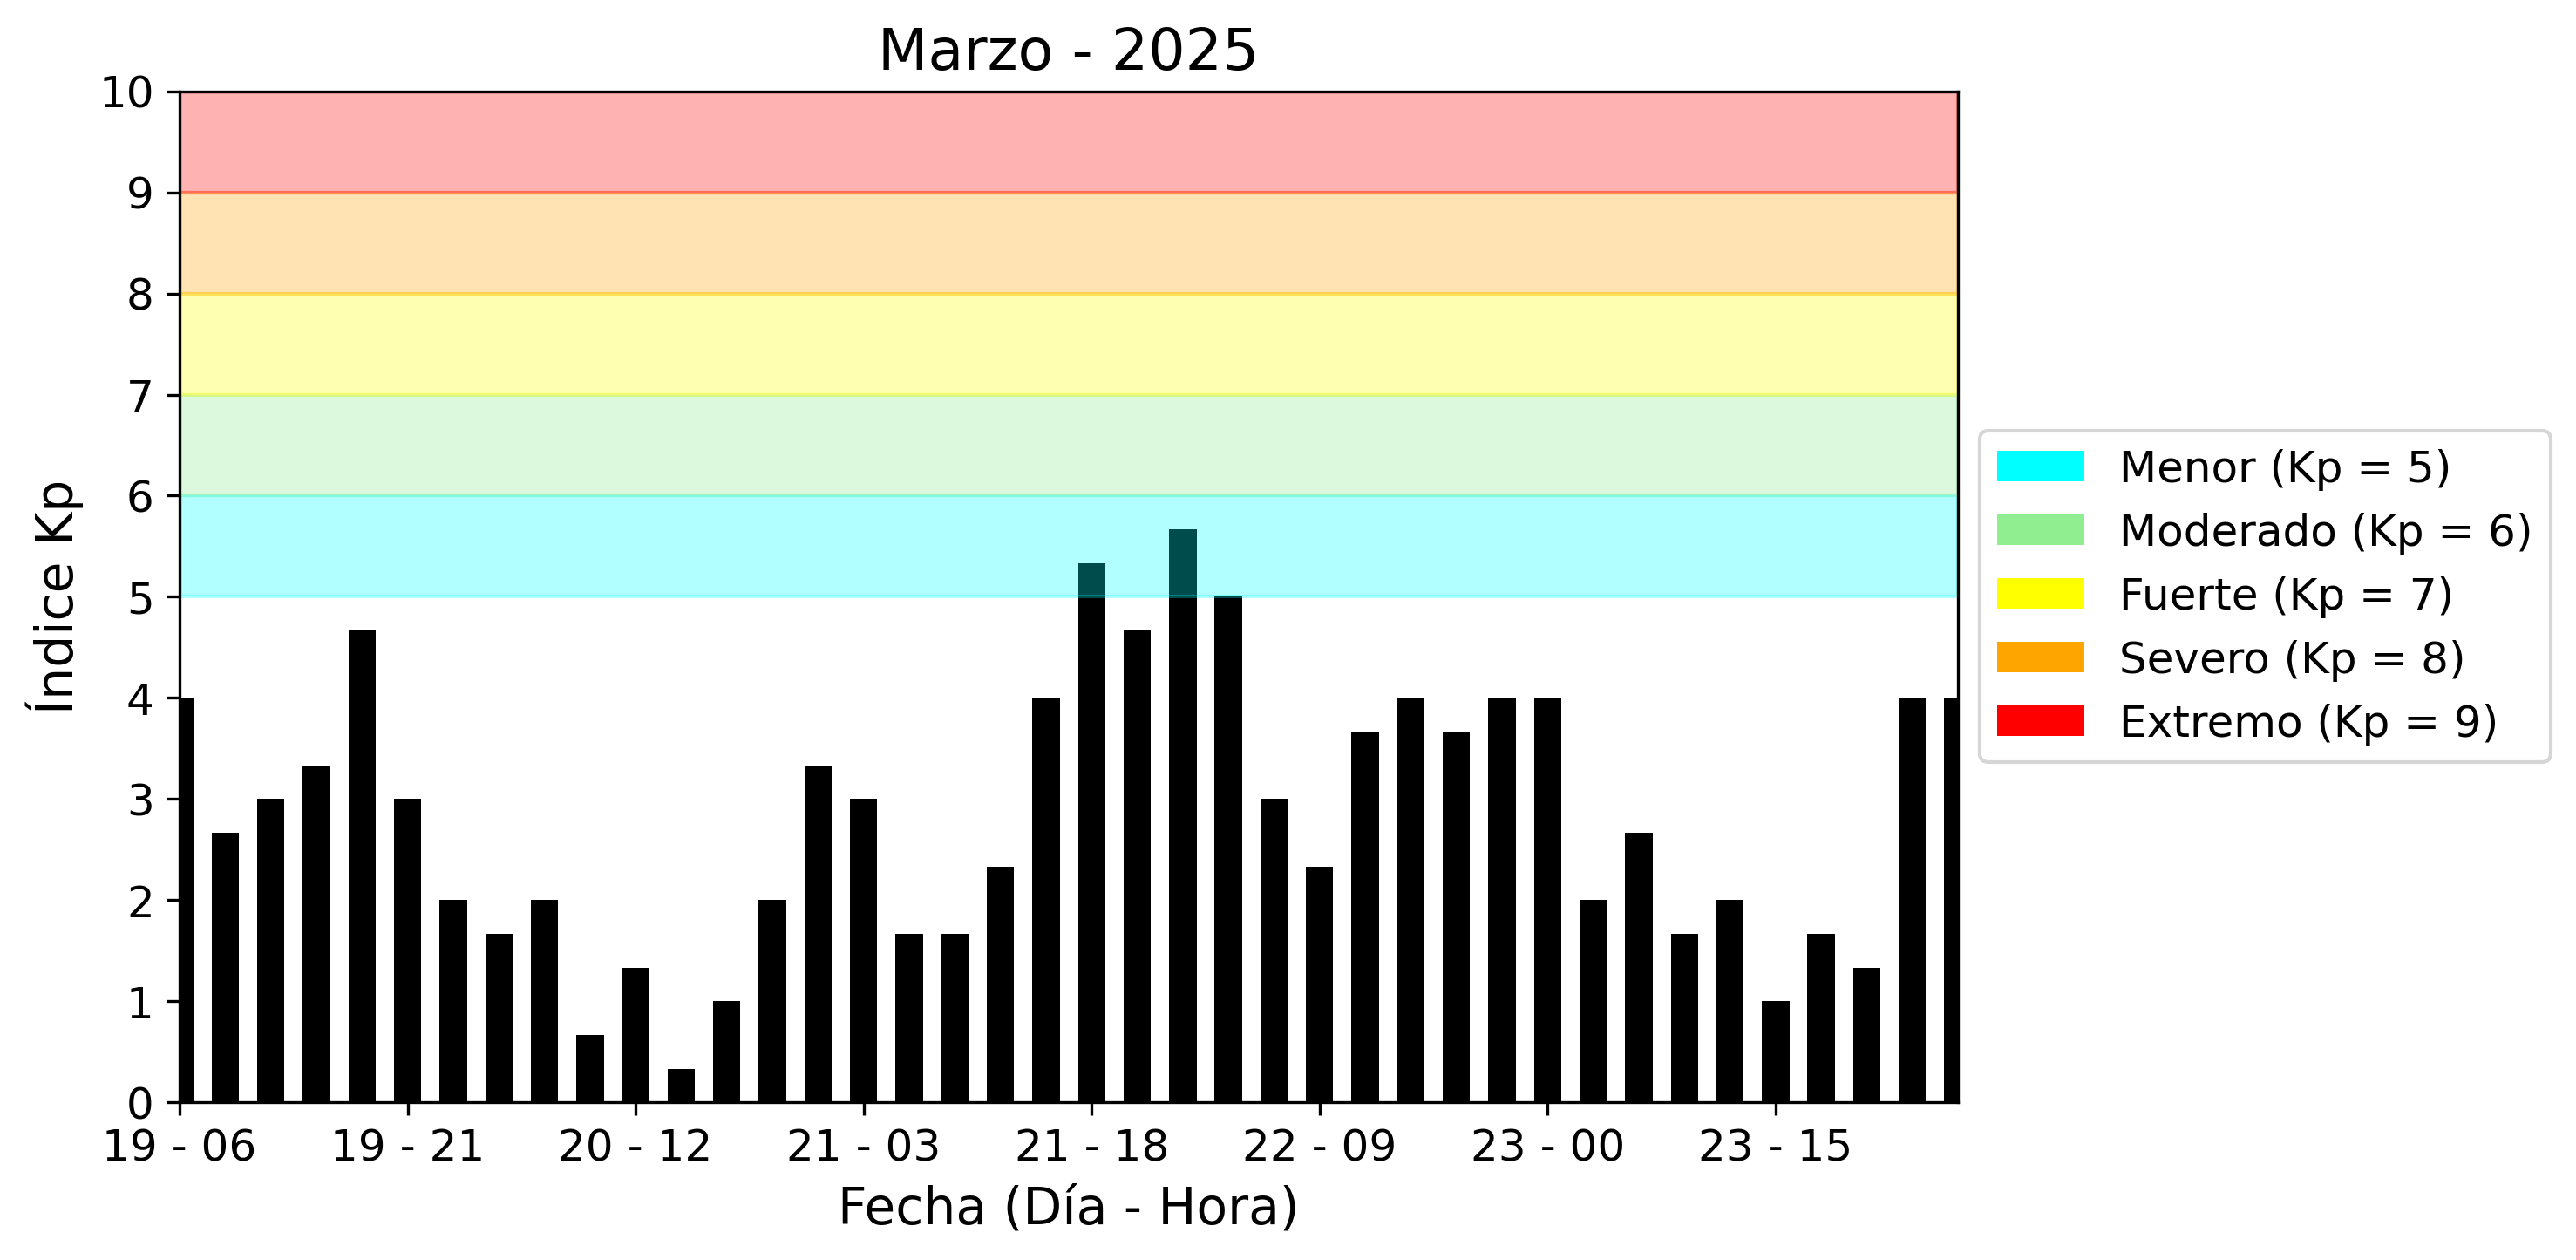 Marzo - 2025
10
9
8
7
6
5
4
3
2
1
0
Índice Kp
19 - 06
19 - 21
20 - 12
21 - 03
21 - 18
22 - 09
23 - 00
23 - 15
Fecha (Día - Hora)
Menor (Kp = 5)
Moderado (Kp = 6)
Fuerte (Kp = 7)
Severo (Kp = 8)
Extremo (Kp = 9)